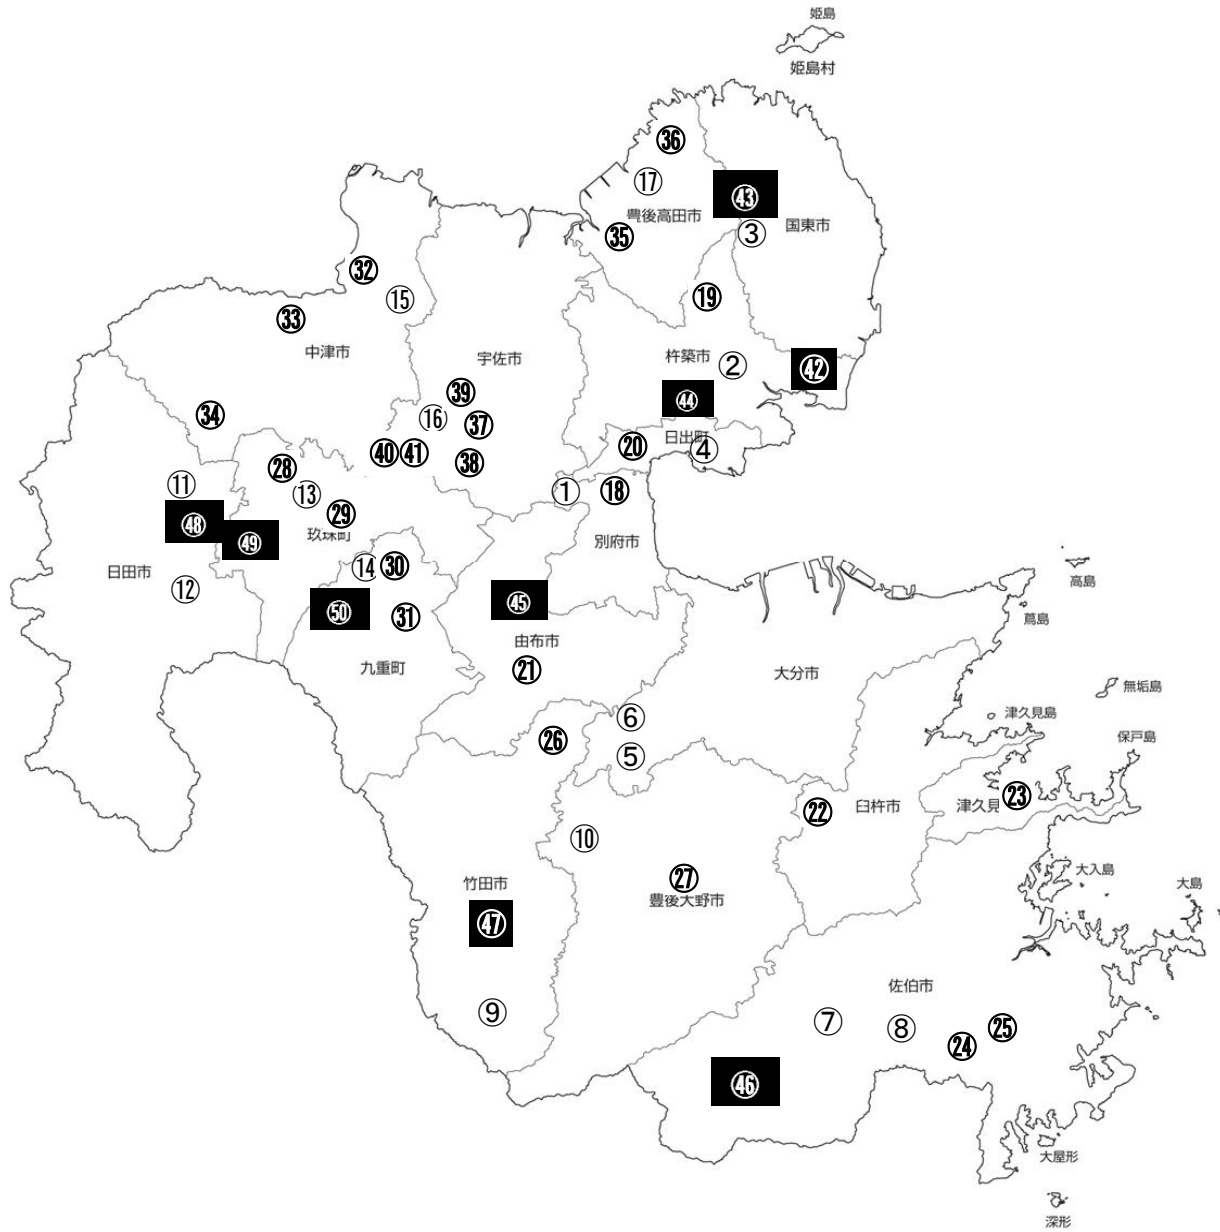 姫島
姫島村
㊱
⑰
㊸
豊後高田市
国東市
㉟
③
㉜
⑲
⑮
㉝
中津市
宇佐市
杵築市
②
㊷
㊴
㊹
㉞
⑯
㊲
日出町
⑳
④
㊵
㊶
㊳
㉘
⑪
⑬
①
⑱
㉙
㊽
玖珠町
㊾
別府市
高島
⑭
㉚
日田市
⑫
㊺
蔦島
㊿
㉛
由布市
九重町
㉑
大分市
無垢島
⑥
津久見島
㉖
保戸島
⑤
㉒
臼杵市
津久見
㉓
⑩
大入島
竹田市
㉗
大島
豊後大野市
㊼
佐伯市
⑨
⑦
⑧
㉕
㉔
㊻
大屋形
深形